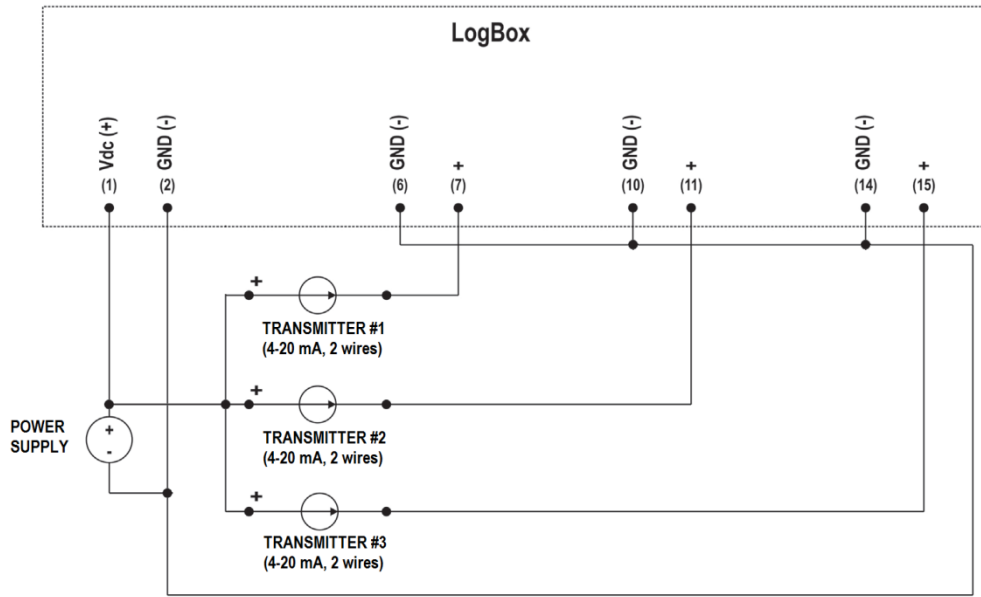 LogBox
Vdc (+)
(1)
GND (-)
(2)
GND (-)
(6)
+
(7)
GND (-)
(10)
+
(11)
GND (-)
(14)
+
(15)
+
TRANSMITTER #1
(4-20 mA, 2 wires)
+
POWER
SUPPLY
+
-
TRANSMITTER #2
(4-20 mA, 2 wires)
+
TRANSMITTER #3
(4-20 mA, 2 wires)